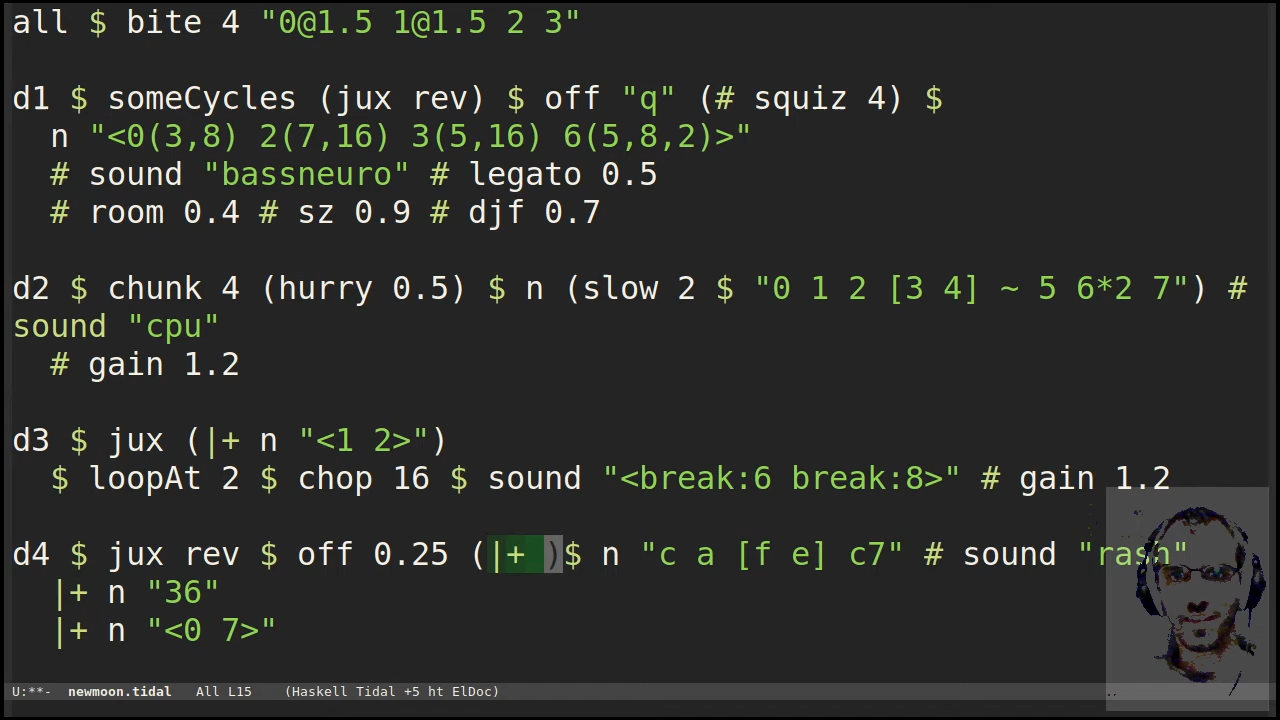 all $ bite 4 "0@1.5 1@1.5 2 3"
d1 $ someCycles (jux rev) $ off "q" (# squiz 4) $
n "<0(3,8) 2(7,16) 3(5,16) 6(5,8,2)>"
# sound "bassneuro" # legato 0.5
# room 0.4 # sz 0.9 # djf 0.7
d2 $ chunk 4 (hurry 0.5) $ n (slow 2 $ "0 1 2 [3 4] ~ 5 6*2 7") #
sound "cpu"
# gain 1.2
d3 $ jux (|+ n "<1 2>")
$ loopAt 2 $ chop 16 $ sound "<break:6 break:8>" # gain 1.2
d4 $ jux rev $ off 0.25 (|+ )$ n "c a [f e] c7" # sound "rash"
|+ n "36"
|+ n "<0 7>"
U:**- newmoon.tidal All L15 (Haskell Tidal +5 ht ElDoc)